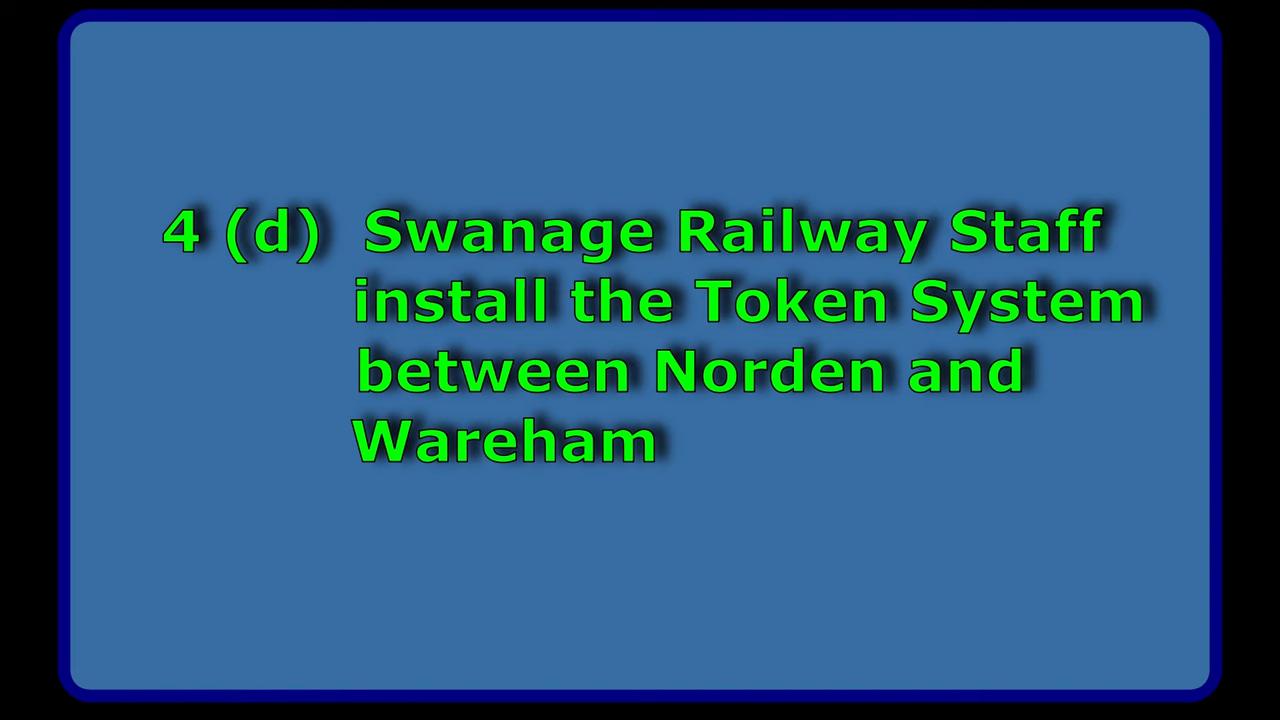 4 (d) Swanage Railway Staff
install the Token System
between Norden and
Wareham